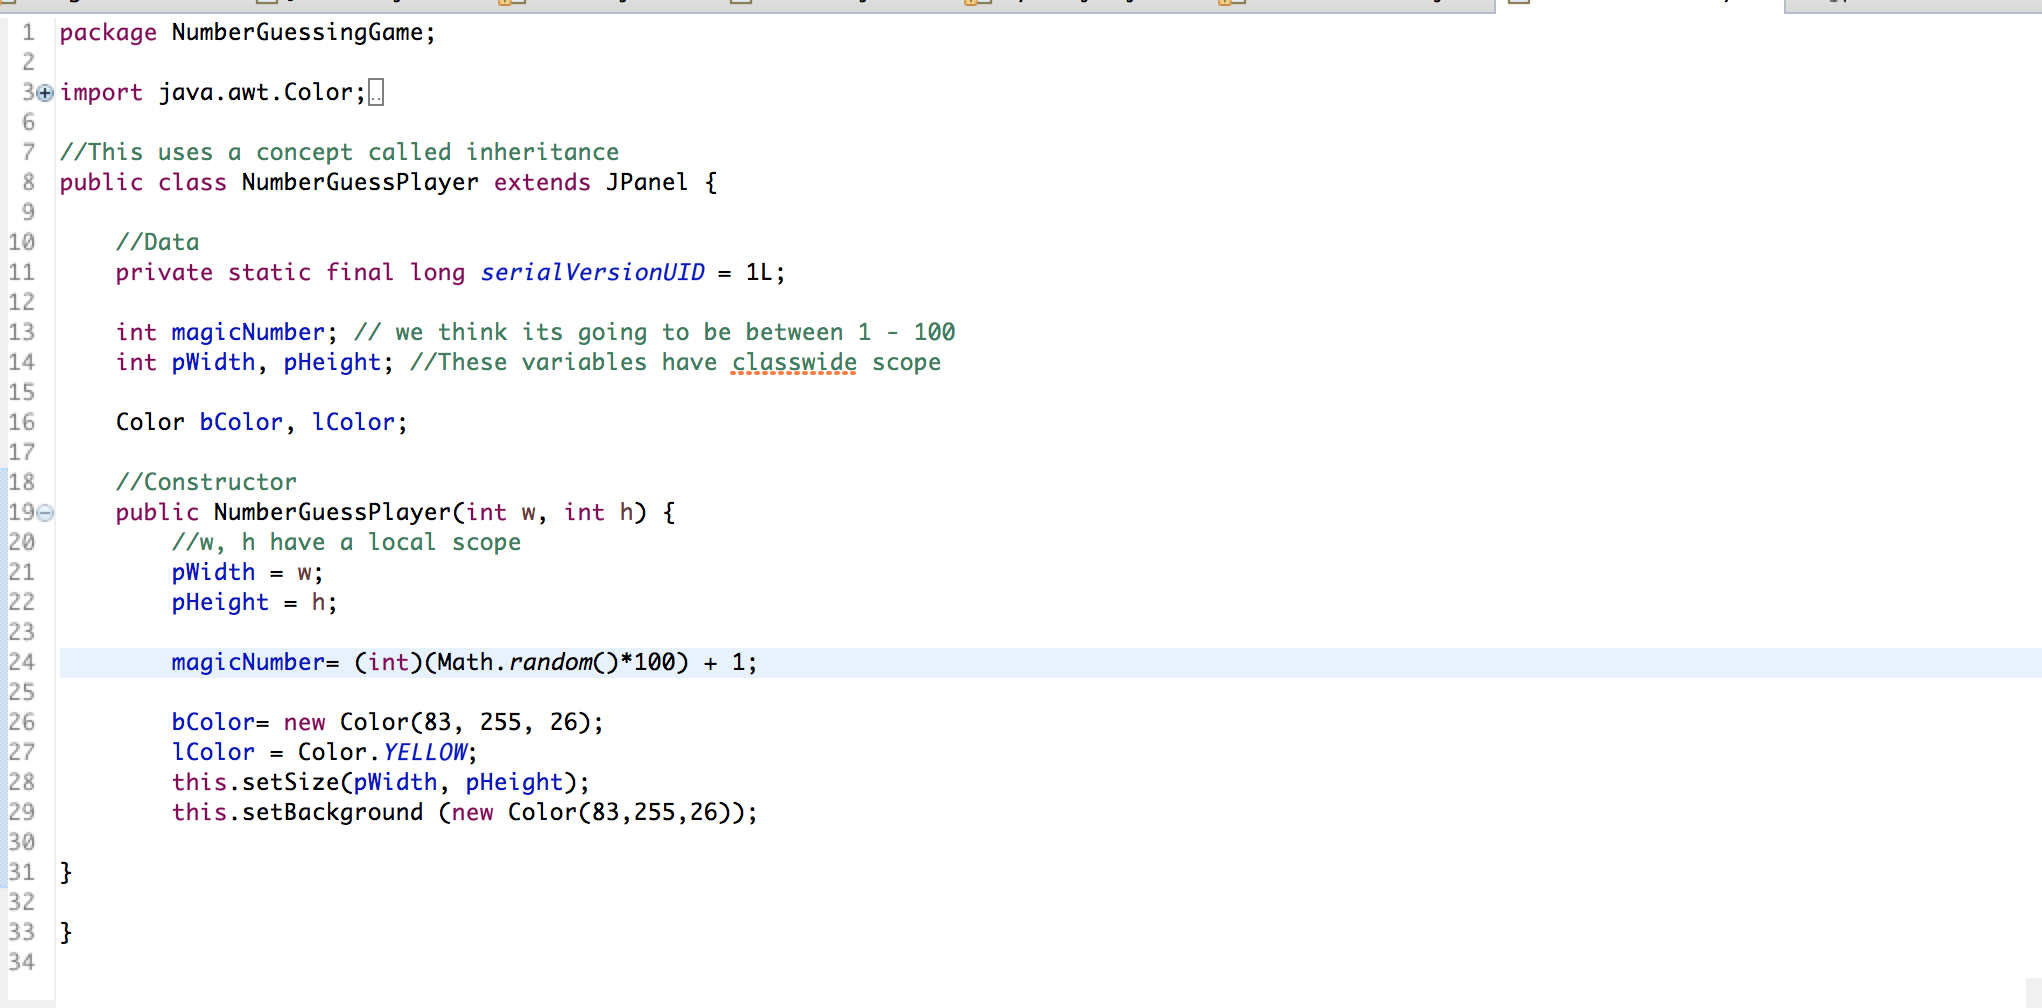 1 package NumberGuessingGame;
2
3 import java.awt.Color;
6
7 //This uses a concept called inheritance
8 public class NumberGuessPlayer extends JPanel {
9
10 //Data
11 private static final long serialVersionUID = 1L;
12
13 int magicNumber; // we think its going to be between 1 - 100
14 int pWidth, pHeight; //These variables have classwide scope
15
16 Color bColor, lColor;
17
18 //Constructor
19 public NumberGuessPlayer(int w, int h) {
20 //w, h have a local scope
21 pWidth = w;
22 pHeight = h;
23
24 magicNumber= (int)(Math.random()*100) + 1;
25
26 bColor= new Color(83, 255, 26);
27 lColor = Color.YELLOW;
28 this.setSize(pWidth, pHeight);
29 this.setBackground (new Color(83,255,26));
30
31 }
32
33 }
34